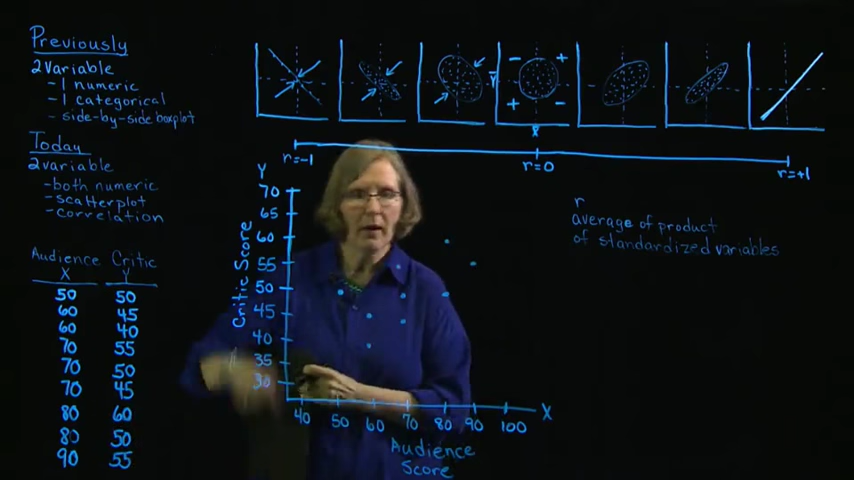 Previously
2 variable
- 1 numeric
- 1 categorical
- side-by-side boxplot
Today
2 variable
- both numeric
- scatterplot
- correlation
Audience Critic
X Y
50 50
60 45
60 40
70 55
70 50
70 45
80 60
80 50
90 55
- +
+ -
ȳ
x̄
r=-1
r=0
r=+1
r
average of product
of standardized variables
Y
70
65
60
55
50
45
40
35
30
Critic Score
40 50 60 70 80 90 100 X
Audience
Score